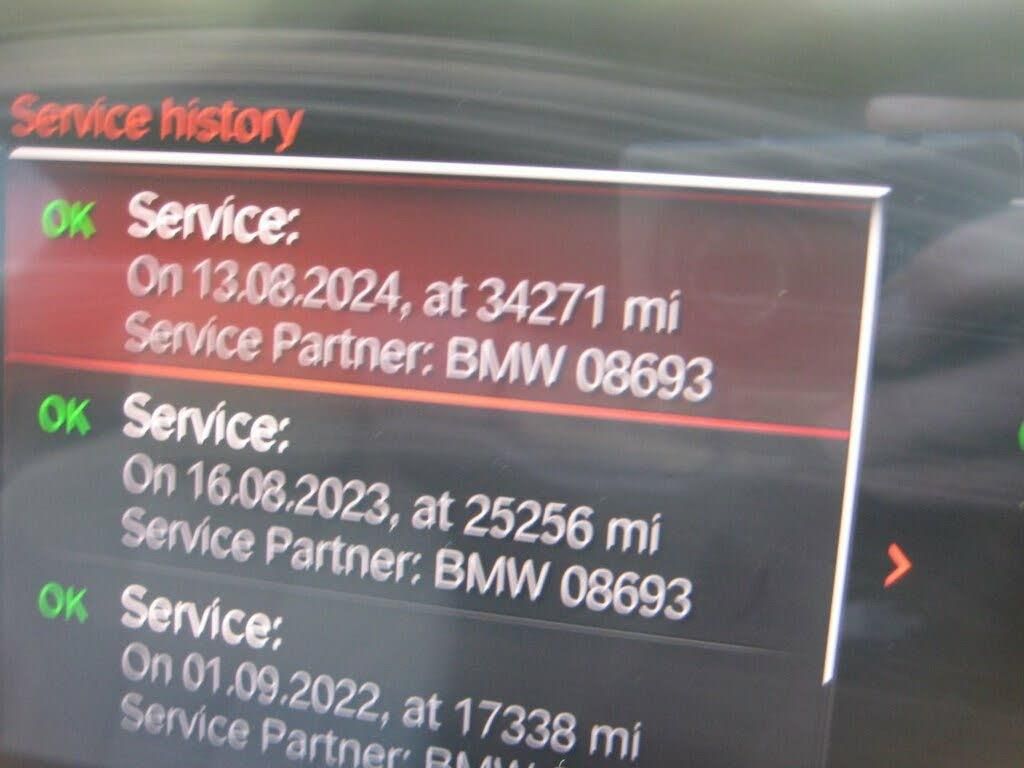 Service history
OK Service:
On 13.08.2024, at 34271 mi
Service Partner: BMW 08693
OK Service:
On 16.08.2023, at 25256 mi
Service Partner: BMW 08693
OK Service:
On 01.09.2022, at 17338 mi
Service Partner: BMW